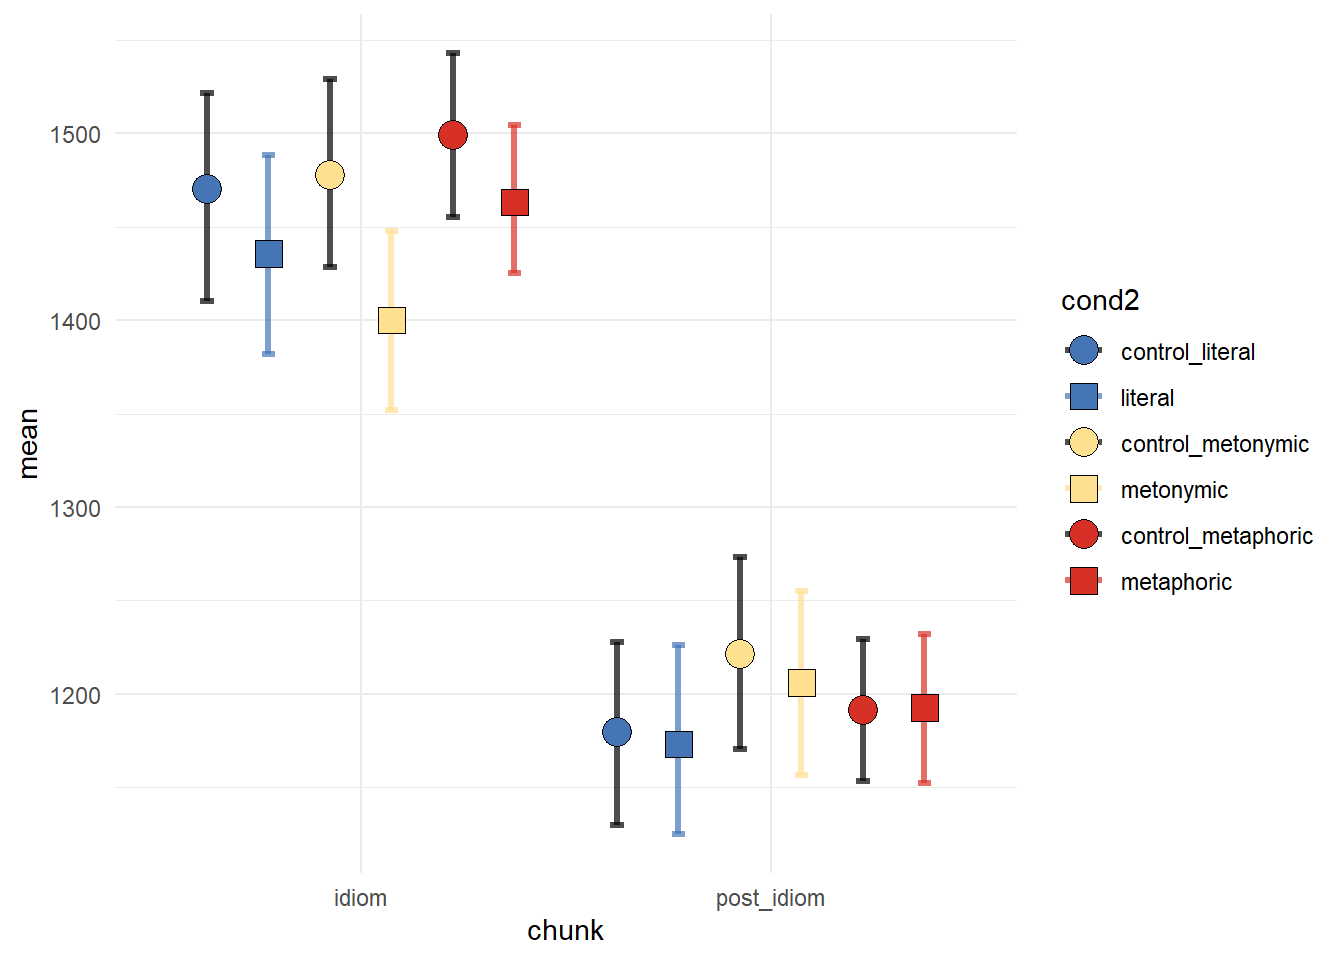 1500
1400
1300
1200
mean
idiom
post_idiom
chunk
cond2
control_literal
literal
control_metonymic
metonymic
control_metaphoric
metaphoric